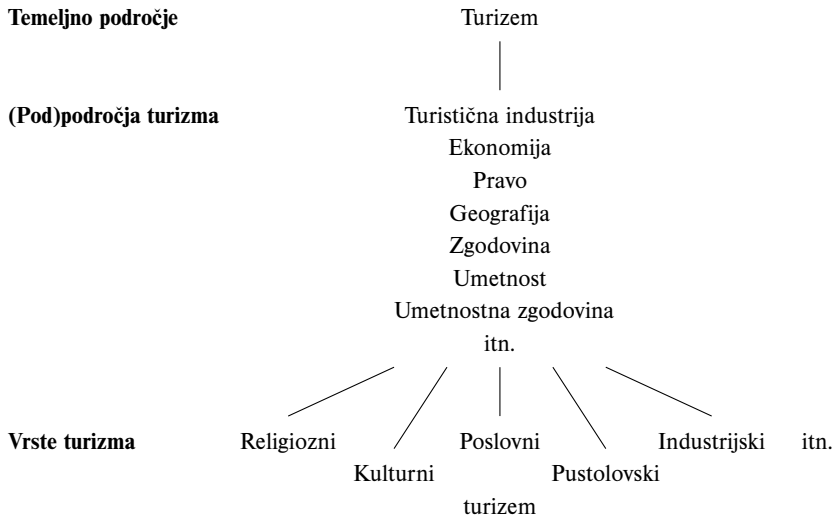 Temeljno področje Turizem
(Pod)področja turizma Turistična industrija
Ekonomija
Pravo
Geografija
Zgodovina
Umetnost
Umetnostna zgodovina
itn.
Vrste turizma Religiozni Poslovni Industrijski itn.
Kulturni Pustolovski
turizem